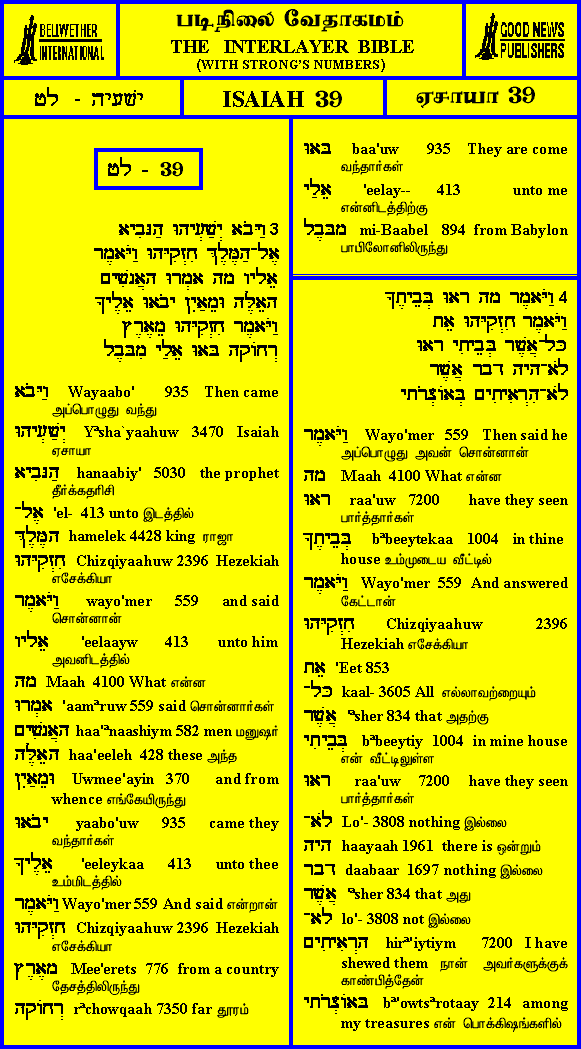 BELLWETHER
INTERNATIONAL
படிநிலை வேதாகமம்
THE INTERLAYER BIBLE
(WITH STRONG'S NUMBERS)
GOOD NEWS
PUBLISHERS
ישעיה - לט
ISAIAH 39
ஏசாயா 39
לט - 39
3 וַיָּבֹא יְשַׁעְיָהוּ הַנָּבִיא
אֶל־הַמֶּלֶךְ חִזְקִיָּהוּ וַיֹּאמֶר
אֵלָיו מָה אָמְרוּ הָאֲנָשִׁים
הָאֵלֶּה וּמֵאַיִן יָבֹאוּ אֵלֶיךָ
וַיֹּאמֶר חִזְקִיָּהוּ מֵאֶרֶץ
רְחוֹקָה בָּאוּ אֵלַי מִבָּבֶל
וַיָּבֹא Wayaabo' 935 Then came
அப்பொழுது வந்து
יְשַׁעְיָהוּ Yªsha`yaahuw 3470 Isaiah
ஏசாயா
הַנָּבִיא hanaabiy' 5030 the prophet
தீர்க்கதரிசி
אֶל־ 'el- 413 unto இடத்தில்
הַמֶּלֶךְ hamelek 4428 king ராஜா
חִזְקִיָּהוּ Chizqiyaahuw 2396 Hezekiah
எசேக்கியா
וַיֹּאמֶר wayo'mer 559 and said
சொன்னான்
אֵלָיו 'eelaayw 413 unto him
அவனிடத்தில்
מָה Maah 4100 What என்ன
אָמְרוּ 'aamªruw 559 said சொன்னார்கள்
הָאֲנָשִׁים haa'ªnaashiym 582 men மனுஷர்
הָאֵלֶּה haa'eeleh 428 these அந்த
וּמֵאַיִן Uwmee'ayin 370 and from
whence எங்கேயிருந்து
יָבֹאוּ yaabo'uw 935 came they
வந்தார்கள்
אֵלֶיךָ 'eeleykaa 413 unto thee
உம்மிடத்தில்
וַיֹּאמֶר Wayo'mer 559 And said என்றான்
חִזְקִיָּהוּ Chizqiyaahuw 2396 Hezekiah
எசேக்கியா
מֵאֶרֶץ Mee'erets 776 from a country
தேசத்திலிருந்து
רְחוֹקָה rªchowqaah 7350 far தூரம்
בָּאוּ baa'uw 935 They are come
வந்தார்கள்
אֵלַי 'eelay-- 413 unto me
என்னிடத்திற்கு
מִבָּבֶל mi-Baabel 894 from Babylon
பாபிலோனிலிருந்து
4 וַיֹּאמֶר מָה רָאוּ בְּבֵיתֶךָ
וַיֹּאמֶר חִזְקִיָּהוּ אֵת
כָּל־אֲשֶׁר בְּבֵיתִי רָאוּ
לֹא־הָיָה דָבָר אֲשֶׁר
לֹא־הִרְאִיתִים בְּאוֹצְרֹתָי
וַיֹּאמֶר Wayo'mer 559 Then said he
அப்பொழுது அவன் சொன்னான்
מָה Maah 4100 What என்ன
רָאוּ raa'uw 7200 have they seen
பார்த்தார்கள்
בְּבֵיתֶךָ bªbeeytekaa 1004 in thine
house உம்முடைய வீட்டில்
וַיֹּאמֶר Wayo'mer 559 And answered
கேட்டான்
חִזְקִיָּהוּ Chizqiyaahuw 2396
Hezekiah எசேக்கியா
אֵת 'Eet 853
כָּל־ kaal- 3605 All எல்லாவற்றையும்
אֲשֶׁר 'ªsher 834 that அதற்கு
בְּבֵיתִי bªbeeytiy 1004 in mine house
என் வீட்டிலுள்ள
רָאוּ raa'uw 7200 have they seen
பார்த்தார்கள்
לֹא־ Lo'- 3808 nothing இல்லை
הָיָה haayaah 1961 there is ஒன்றும்
דָבָר daabaar 1697 nothing இல்லை
אֲשֶׁר 'ªsher 834 that அது
לֹא־ lo'- 3808 not இல்லை
הִרְאִיתִים hirª'iytiym 7200 I have
shewed them நான் அவர்களுக்குக்
காண்பித்தேன்
בְּאוֹצְרֹתָי bª'owtsªrotaay 214 among
my treasures என் பொக்கிஷங்களில்